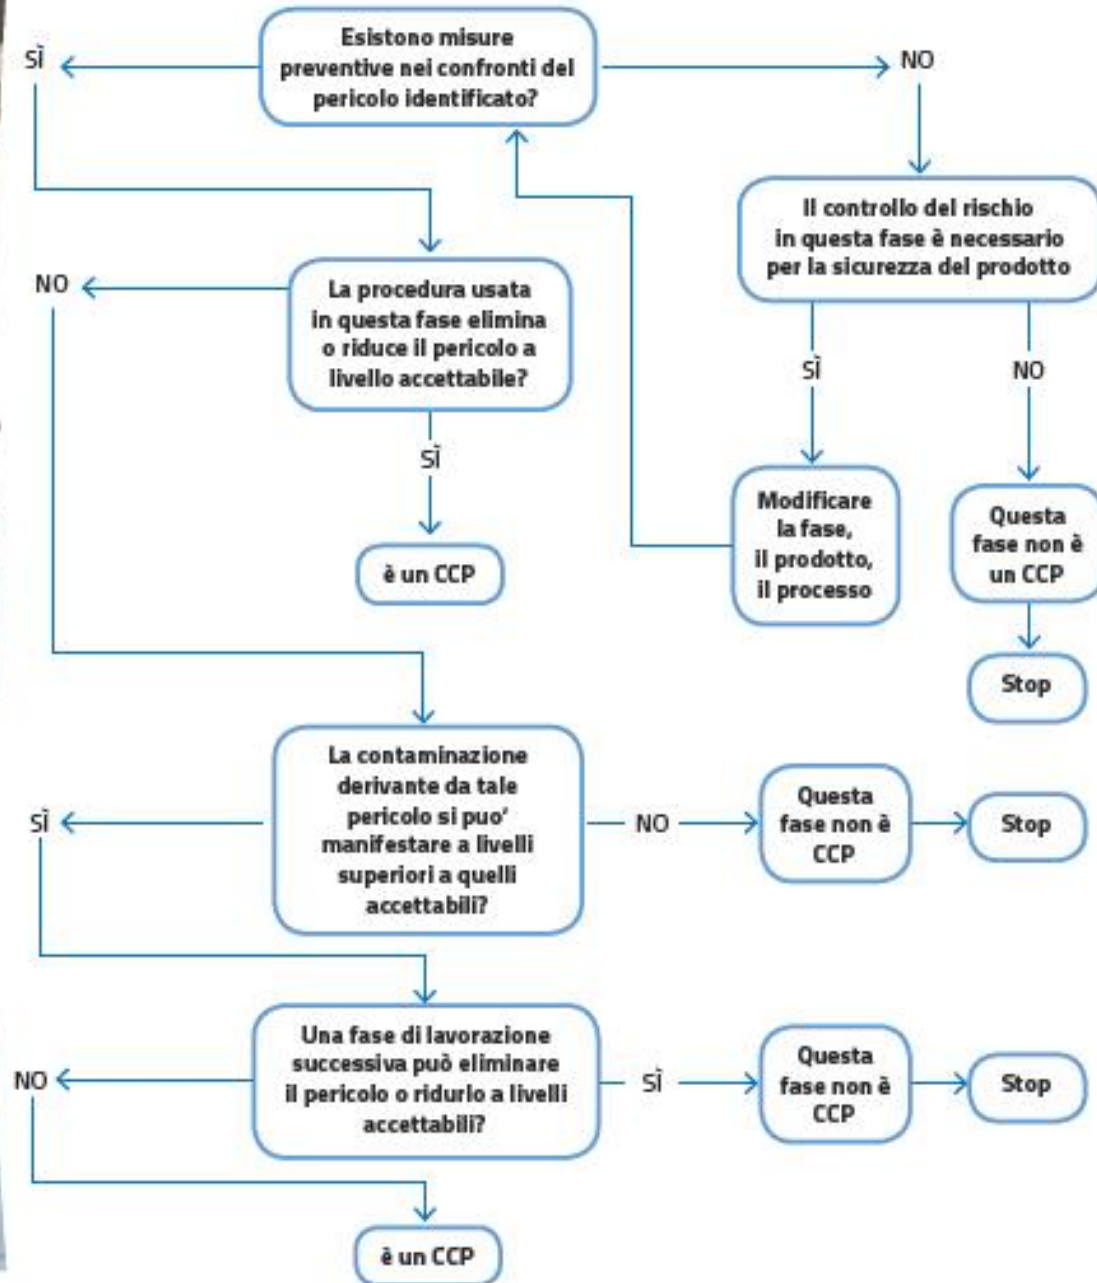 Esistono misure
preventive nei confronti del
pericolo identificato?
SÌ
NO
Il controllo del rischio
in questa fase è necessario
per la sicurezza del prodotto
NO
La procedura usata
in questa fase elimina
o riduce il pericolo a
livello accettabile?
SÌ
NO
SÌ
Modificare
la fase,
il prodotto,
il processo
Questa
fase non è
un CCP
è un CCP
Stop
La contaminazione
derivante da tale
pericolo si puo'
manifestare a livelli
superiori a quelli
accettabili?
SÌ
NO
Questa
fase non è
CCP
Stop
Una fase di lavorazione
successiva può eliminare
il pericolo o ridurlo a livelli
accettabili?
NO
SÌ
Questa
fase non è
CCP
Stop
è un CCP